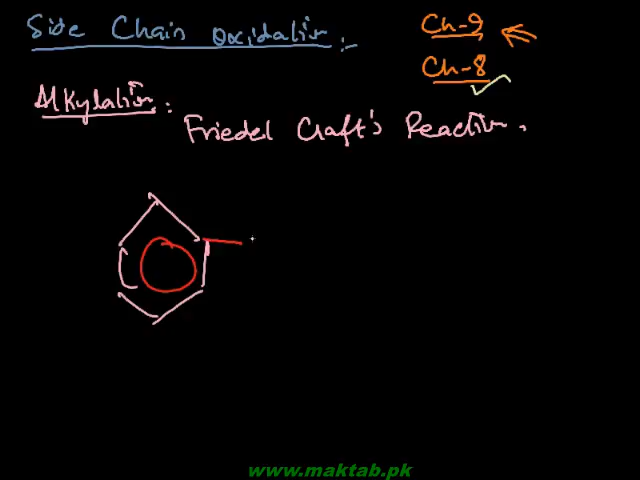 Side Chain Oxidation :-
Ch-9
Ch-8
Alkylation :
Friedel Craft's Reaction.
www.maktab.pk